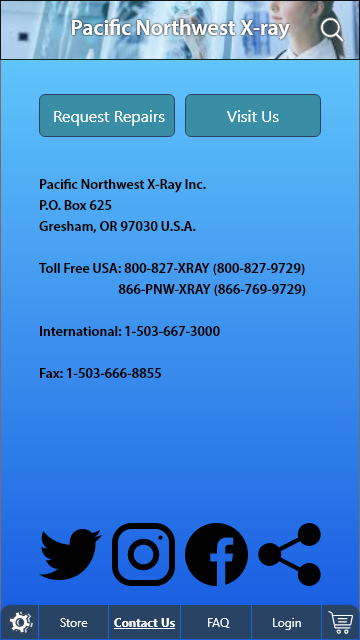 Pacific Northwest X-ray
Request Repairs
Visit Us
Pacific Northwest X-Ray Inc.
P.O. Box 625
Gresham, OR 97030 U.S.A.
Toll Free USA: 800-827-XRAY (800-827-9729)
866-PNW-XRAY (866-769-9729)
International: 1-503-667-3000
Fax: 1-503-666-8855
Store
Contact Us
FAQ
Login